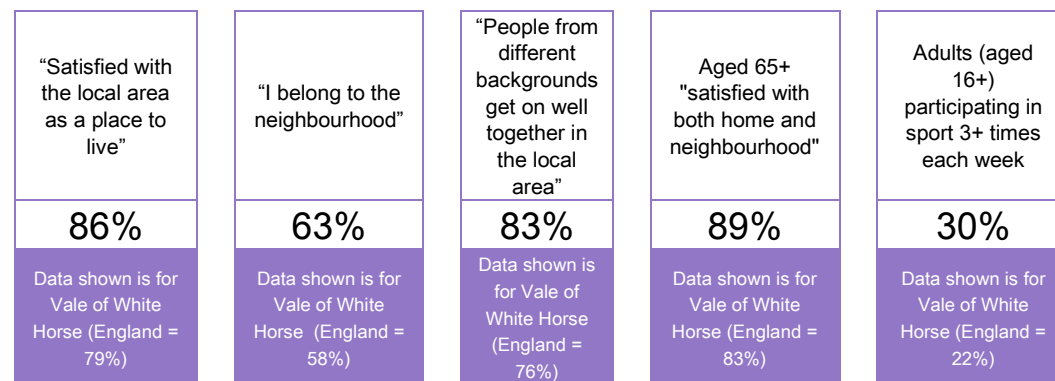 “Satisfied with
the local area
as a place to
live”
86%
Data shown is for
Vale of White
Horse (England =
79%)
“I belong to the
neighbourhood”
63%
Data shown is for
Vale of White
Horse  (England =
58%)
“People from
different
backgrounds
get on well
together in
the local
area”
83%
Data shown is
for Vale of
White Horse
(England =
76%)
Aged 65+
"satisfied with
both home and
neighbourhood"
89%
Data shown is for
Vale of White
Horse (England =
83%)
Adults (aged
16+)
participating in
sport 3+ times
each week
30%
Data shown is for
Vale of White
Horse (England =
22%)